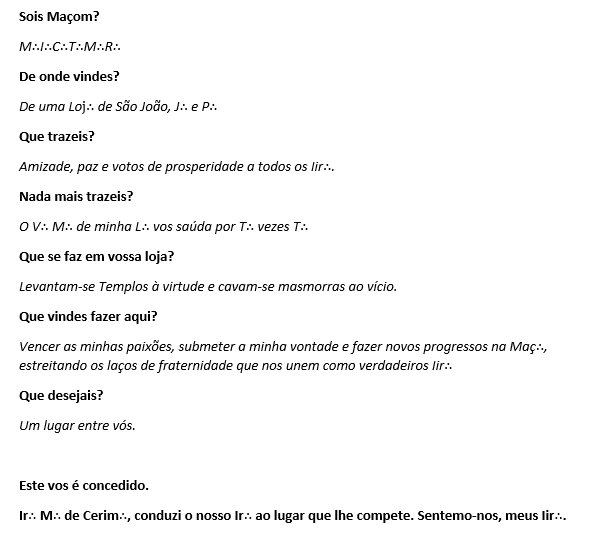 Sois Maçom?
M∴I∴C∴T∴M∴R∴
De onde vindes?
De uma Loj∴ de São João, J∴ e P∴
Que trazeis?
Amizade, paz e votos de prosperidade a todos os Iir∴.
Nada mais trazeis?
O V∴ M∴ de minha L∴ vos saúda por T∴ vezes T∴
Que se faz em vossa loja?
Levantam-se Templos à virtude e cavam-se masmorras ao vício.
Que vindes fazer aqui?
Vencer as minhas paixões, submeter a minha vontade e fazer novos progressos na Maç∴,
estreitando os laços de fraternidade que nos unem como verdadeiros Iir∴
Que desejais?
Um lugar entre vós.
Este vos é concedido.
Ir∴ M∴ de Cerim∴, conduzi o nosso Ir∴ ao lugar que lhe compete. Sentemo-nos, meus Iir∴.